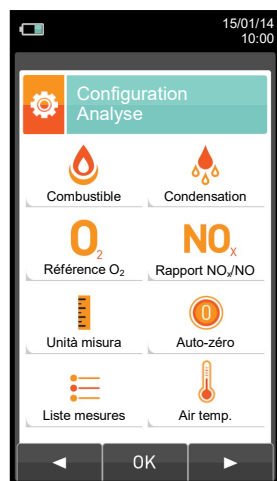 15/01/14
10:00
Configuration
Analyse
Combustible
Condensation
O₂
NOₓ
Référence O₂
Rapport NOₓ/NO
0
Unità misura
Auto-zéro
Liste mesures
Air temp.
OK